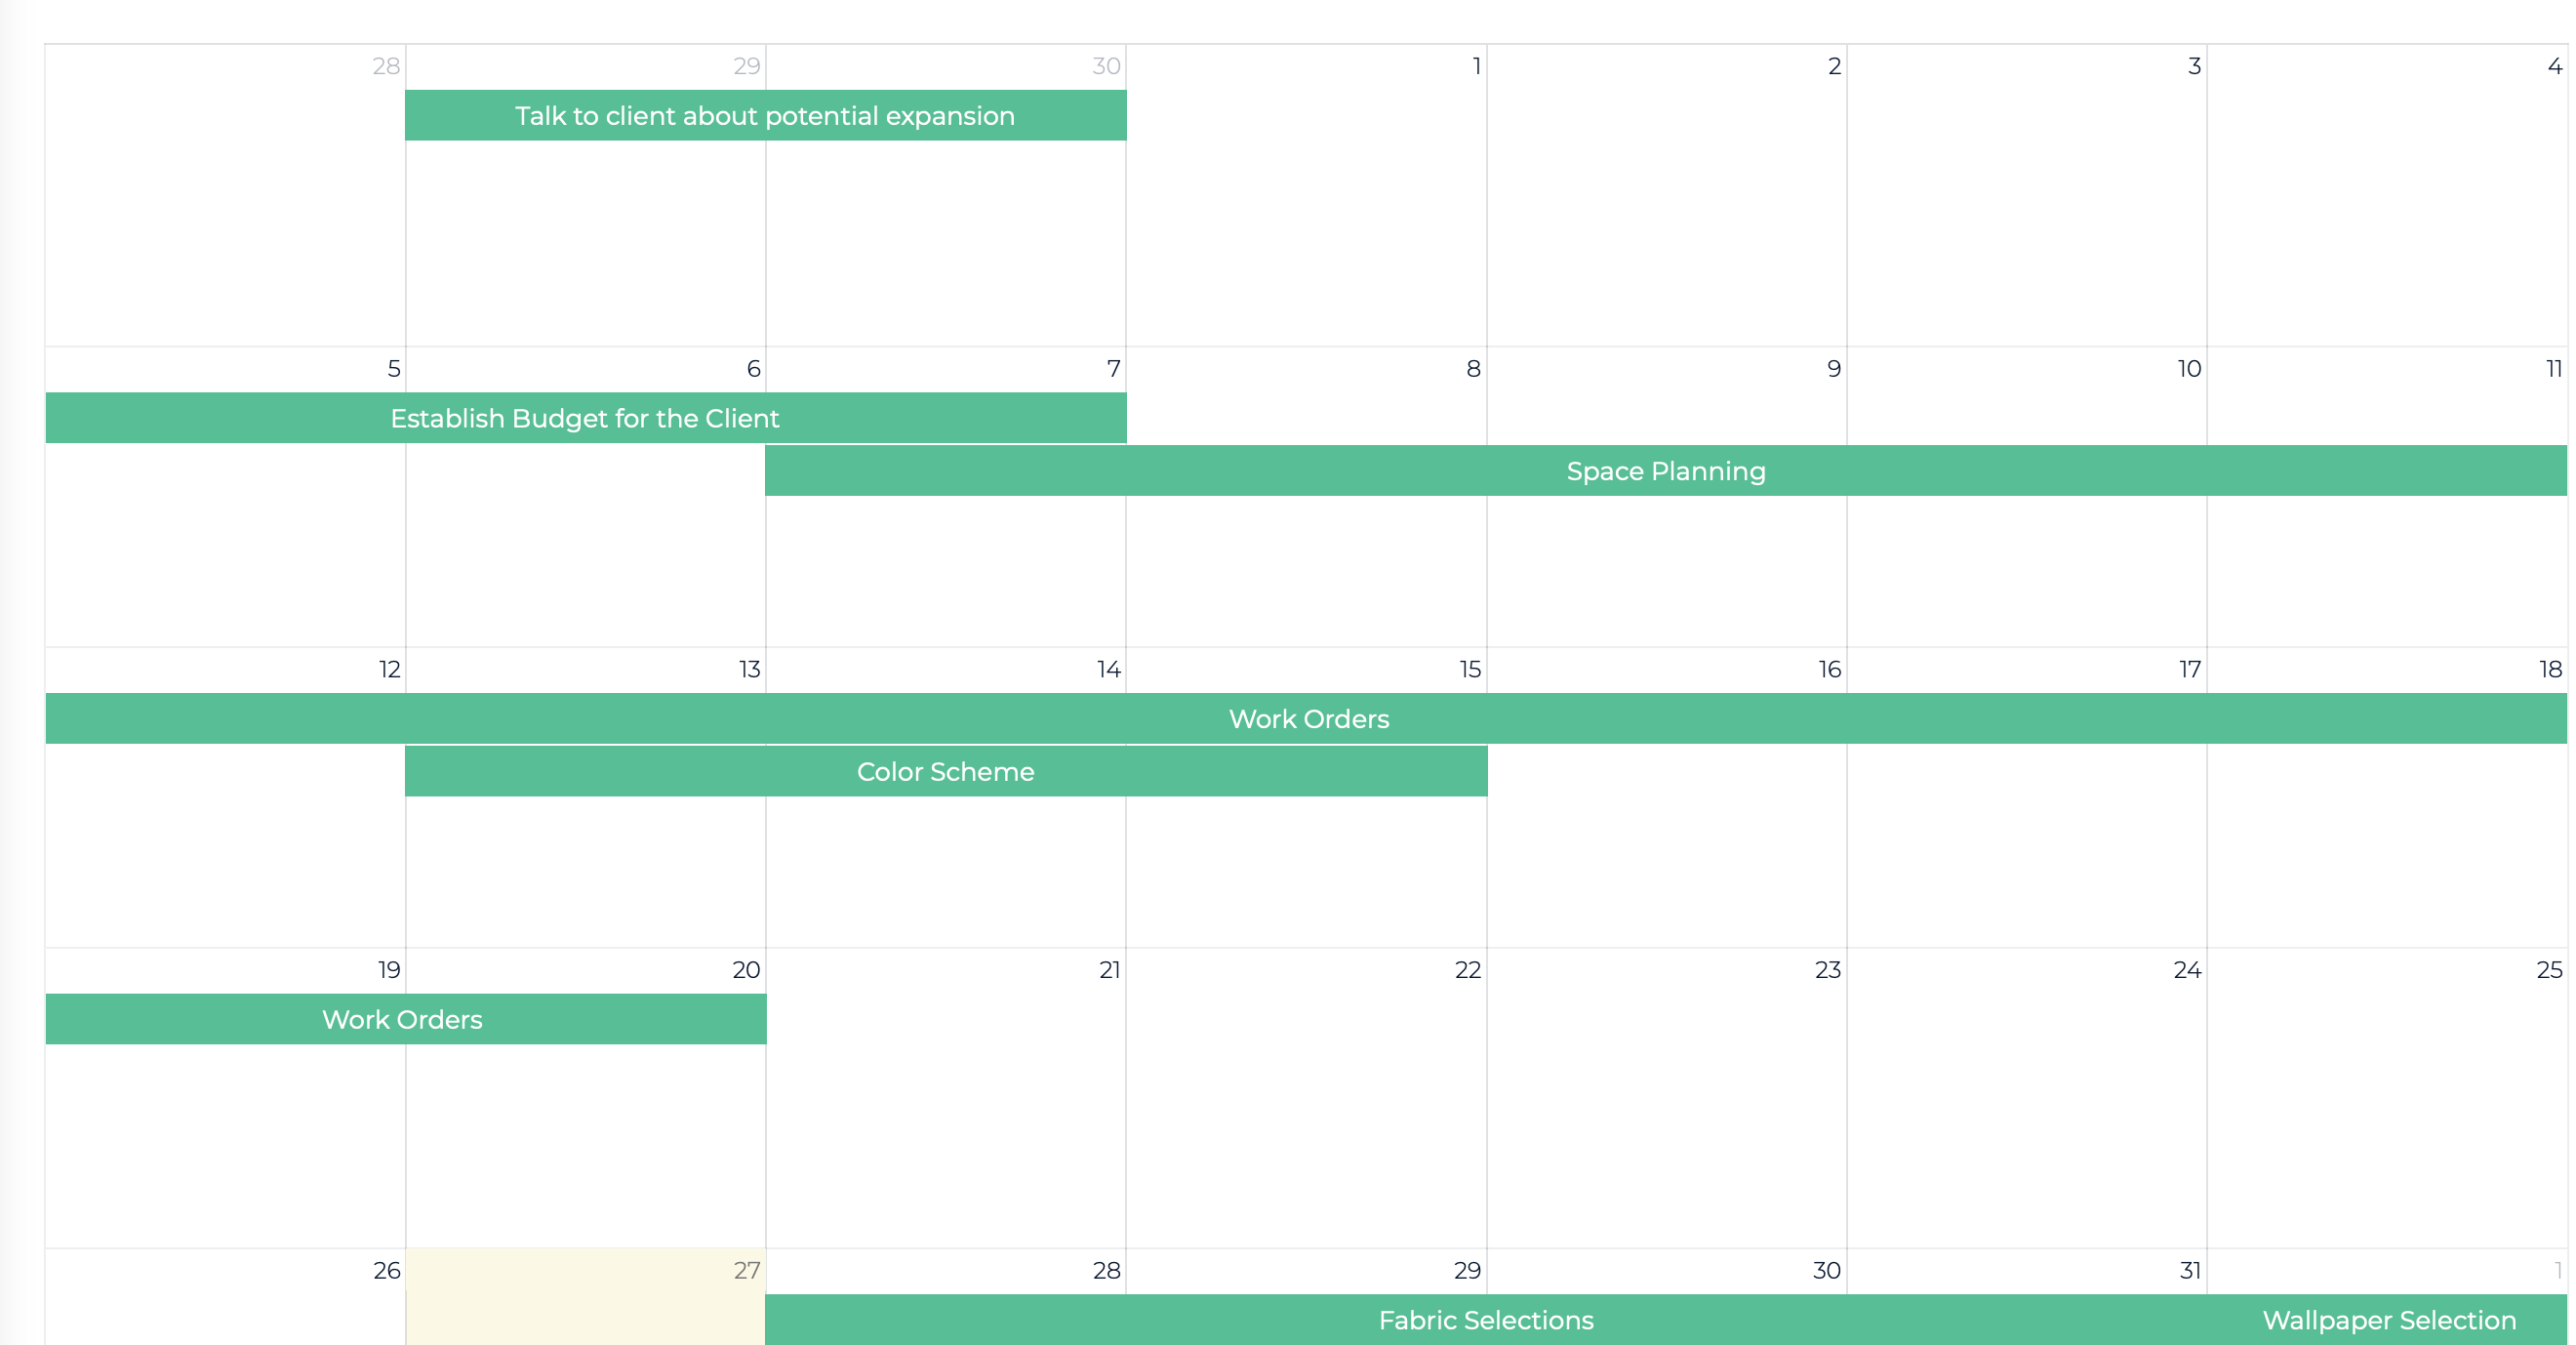 28 29 30 1 2 3 4
Talk to client about potential expansion
5 6 7 8 9 10 11
Establish Budget for the Client
Space Planning
12 13 14 15 16 17 18
Work Orders
Color Scheme
19 20 21 22 23 24 25
Work Orders
26 27 28 29 30 31 1
Fabric Selections Wallpaper Selection